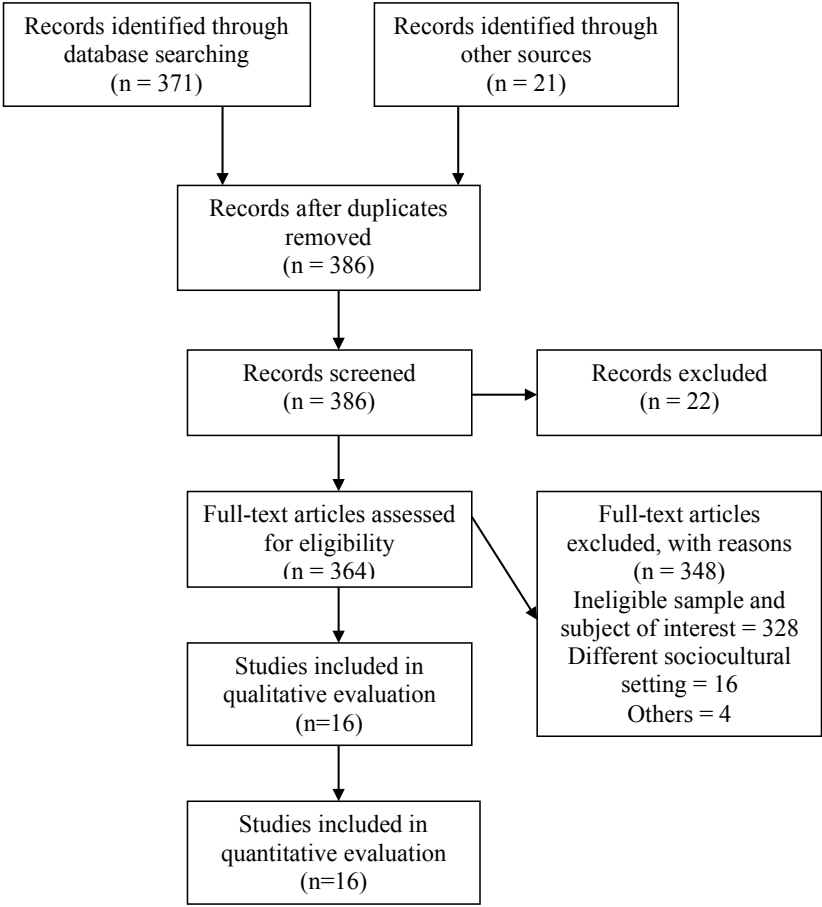 Records identified through
database searching
(n = 371)
Records identified through
other sources
(n = 21)
Records after duplicates
removed
(n = 386)
Records screened
(n = 386)
Records excluded
(n = 22)
Full-text articles assessed
for eligibility
(n = 364)
Full-text articles
excluded, with reasons
(n = 348)
Ineligible sample and
subject of interest = 328
Different sociocultural
setting = 16
Others = 4
Studies included in
qualitative evaluation
(n=16)
Studies included in
quantitative evaluation
(n=16)